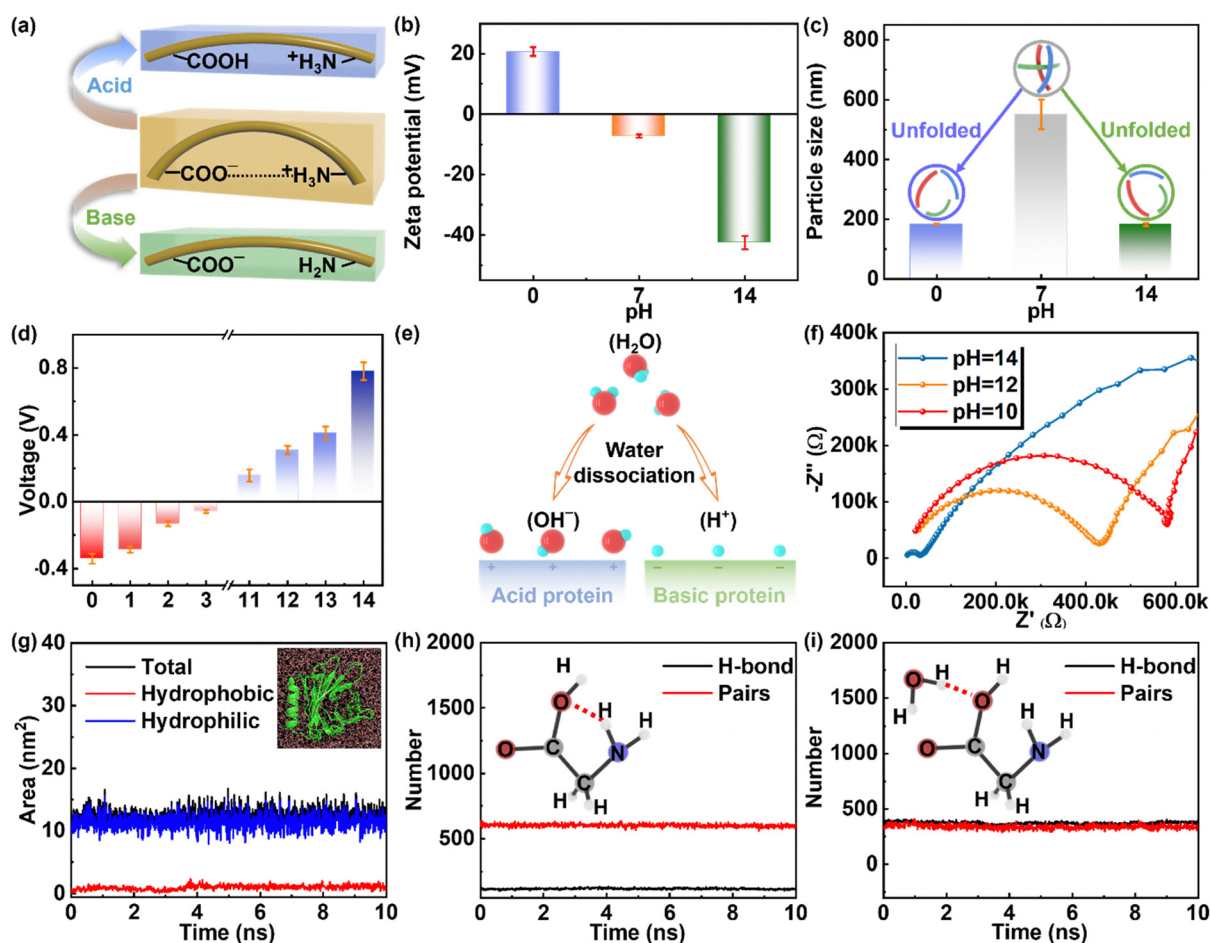 (a)
COOH
⁺H₃N
Acid
COO⁻
⁺H₃N
Base
COO⁻
H₂N
(b)
Zeta potential (mV)
20
0
-20
-40
0
7
14
pH
(c)
Particle size (nm)
800
600
400
200
0
Unfolded
Unfolded
0
7
14
pH
(d)
Voltage (V)
0.8
0.4
0.0
-0.4
0
1
2
3
11
12
13
14
(e)
(H₂O)
Water
dissociation
(OH⁻)
(H⁺)
+ + +
− − −
Acid protein
Basic protein
(f)
-Z'' (Ω)
400k
300k
200k
100k
0
pH=14
pH=12
pH=10
0.0
200.0k
400.0k
600.0k
Z' (Ω)
(g)
Area (nm²)
40
30
20
10
0
Total
Hydrophobic
Hydrophilic
0
2
4
6
8
10
Time (ns)
(h)
Number
2000
1500
1000
500
H-bond
Pairs
H
O
H
H
O
C
N
C
H
H
0
2
4
6
8
10
Time (ns)
(i)
Number
2000
1500
1000
500
0
H-bond
Pairs
O
H
H
O
H
H
H
O
C
N
C
H
H
0
2
4
6
8
10
Time (ns)